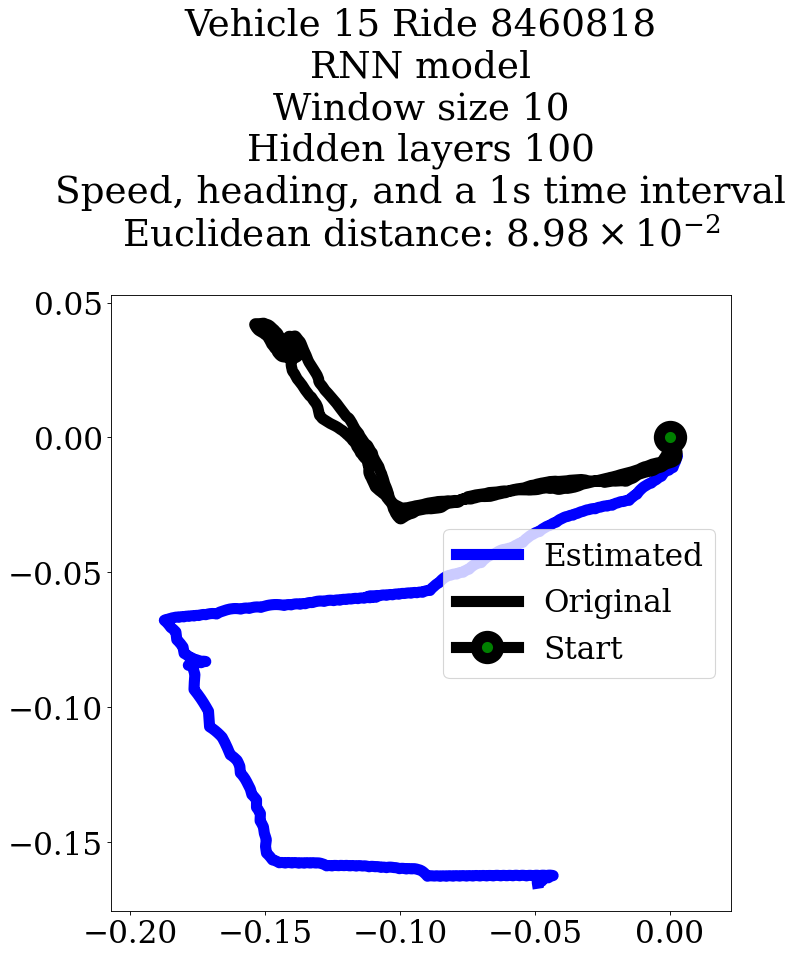 Vehicle 15 Ride 8460818
RNN model
Window size 10
Hidden layers 100
Speed, heading, and a 1s time interval
Euclidean distance: 8.98 × 10⁻²
0.05
0.00
−0.05
−0.10
−0.15
Estimated
Original
Start
−0.20 −0.15 −0.10 −0.05 0.00